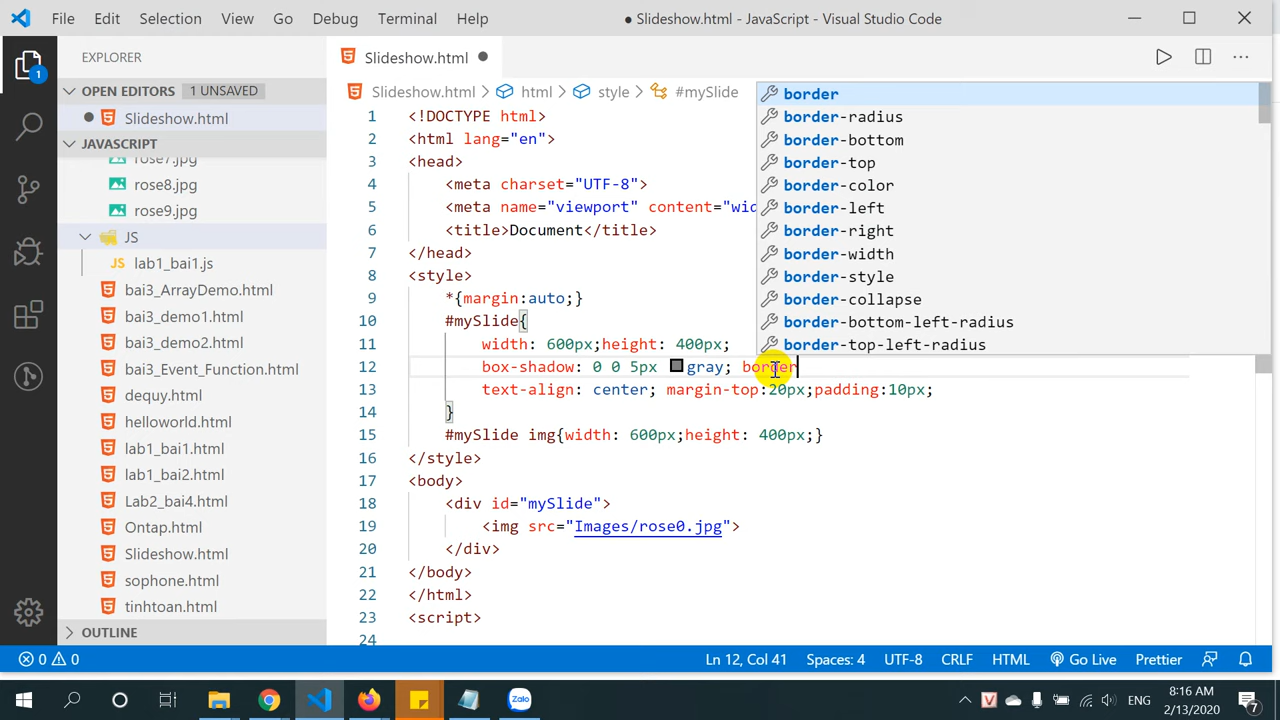 File Edit Selection View Go Debug Terminal Help ● Slideshow.html - JavaScript - Visual Studio Code
EXPLORER
Slideshow.html
OPEN EDITORS 1 UNSAVED
Slideshow.html > html > style > #mySlide
Slideshow.html
JAVASCRIPT
rose7.jpg
rose8.jpg
rose9.jpg
JS
JS lab1_bai1.js
bai3_ArrayDemo.html
bai3_demo1.html
bai3_demo2.html
bai3_Event_Function.html
dequy.html
helloworld.html
lab1_bai1.html
lab1_bai2.html
Lab2_bai4.html
Ontap.html
Slideshow.html
sophone.html
tinhtoan.html
OUTLINE
1 <!DOCTYPE html>
2 <html lang="en">
3 <head>
4 <meta charset="UTF-8">
5 <meta name="viewport" content="wid
6 <title>Document</title>
7 </head>
8 <style>
9 *{margin:auto;}
10 #mySlide{
11 width: 600px;height: 400px;
12 box-shadow: 0 0 5px gray; border
13 text-align: center; margin-top:20px;padding:10px;
14 }
15 #mySlide img{width: 600px;height: 400px;}
16 </style>
17 <body>
18 <div id="mySlide">
19 <img src="Images/rose0.jpg">
20 </div>
21 </body>
22 </html>
23 <script>
24
border
border-radius
border-bottom
border-top
border-color
border-left
border-right
border-width
border-style
border-collapse
border-bottom-left-radius
border-top-left-radius
1
0 0 Ln 12, Col 41 Spaces: 4 UTF-8 CRLF HTML Go Live Prettier
Zalo V ENG 8:16 AM
2/13/2020 7